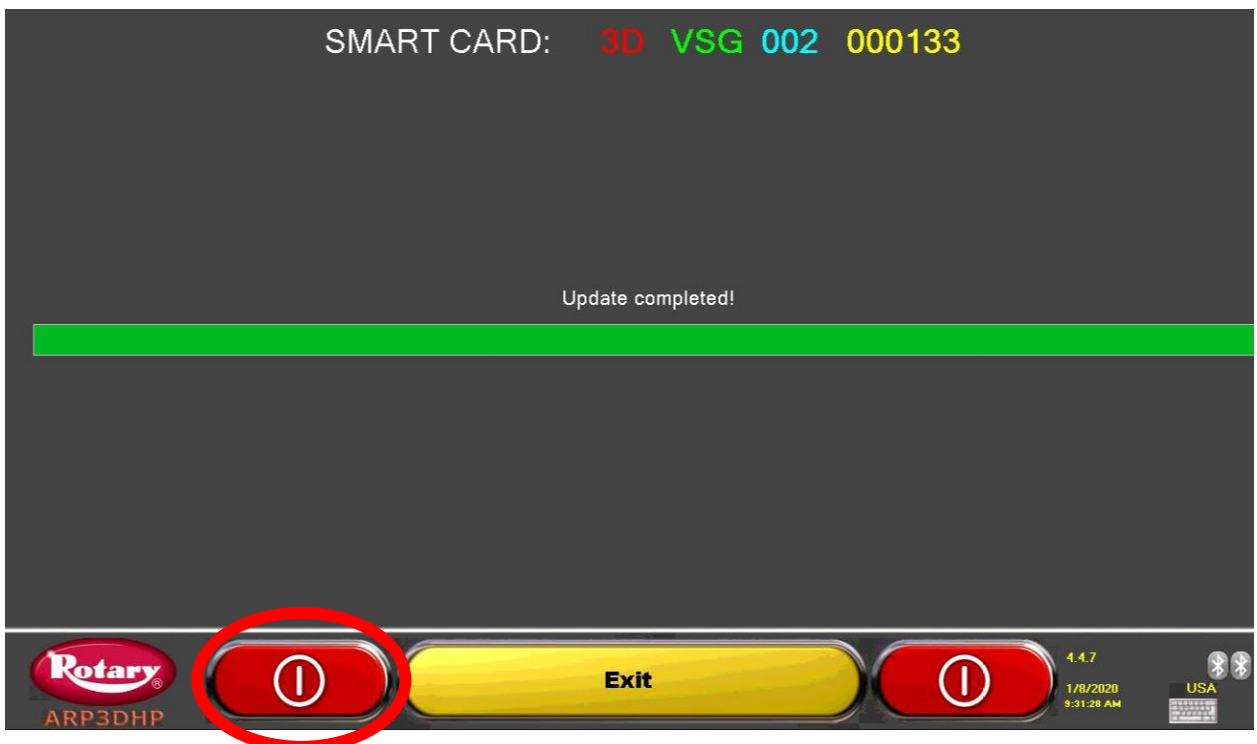 SMART CARD: 3D VSG 002 000133
Update completed!
Rotary®
ARP3DHP
Exit
4.4.7
1/8/2020
9:31:28 AM
USA